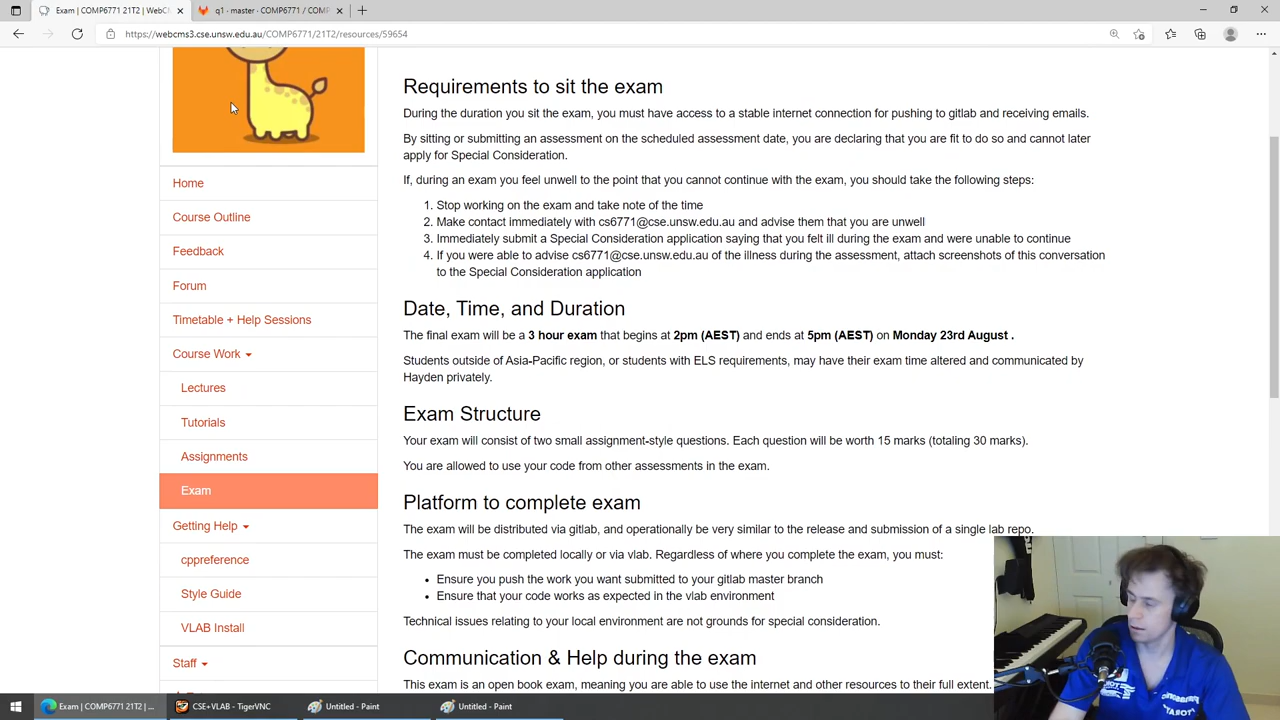 Exam | COMP6771 21T2 | WebC
q1 · master · COMP6771 / COMP
https://webcms3.cse.unsw.edu.au/COMP6771/21T2/resources/59654
Home
Course Outline
Feedback
Forum
Timetable + Help Sessions
Course Work
Lectures
Tutorials
Assignments
Exam
Getting Help
cppreference
Style Guide
VLAB Install
Staff
Requirements to sit the exam
During the duration you sit the exam, you must have access to a stable internet connection for pushing to gitlab and receiving emails.
By sitting or submitting an assessment on the scheduled assessment date, you are declaring that you are fit to do so and cannot later
apply for Special Consideration.
If, during an exam you feel unwell to the point that you cannot continue with the exam, you should take the following steps:
1. Stop working on the exam and take note of the time
2. Make contact immediately with cs6771@cse.unsw.edu.au and advise them that you are unwell
3. Immediately submit a Special Consideration application saying that you felt ill during the exam and were unable to continue
4. If you were able to advise cs6771@cse.unsw.edu.au of the illness during the assessment, attach screenshots of this conversation
to the Special Consideration application
Date, Time, and Duration
The final exam will be a 3 hour exam that begins at 2pm (AEST) and ends at 5pm (AEST) on Monday 23rd August .
Students outside of Asia-Pacific region, or students with ELS requirements, may have their exam time altered and communicated by
Hayden privately.
Exam Structure
Your exam will consist of two small assignment-style questions. Each question will be worth 15 marks (totaling 30 marks).
You are allowed to use your code from other assessments in the exam.
Platform to complete exam
The exam will be distributed via gitlab, and operationally be very similar to the release and submission of a single lab repo.
The exam must be completed locally or via vlab. Regardless of where you complete the exam, you must:
• Ensure you push the work you want submitted to your gitlab master branch
• Ensure that your code works as expected in the vlab environment
Technical issues relating to your local environment are not grounds for special consideration.
Communication & Help during the exam
This exam is an open book exam, meaning you are able to use the internet and other resources to their full extent.
Exam | COMP6771 21T2 | ...
CSE+VLAB - TigerVNC
Untitled - Paint
Untitled - Paint